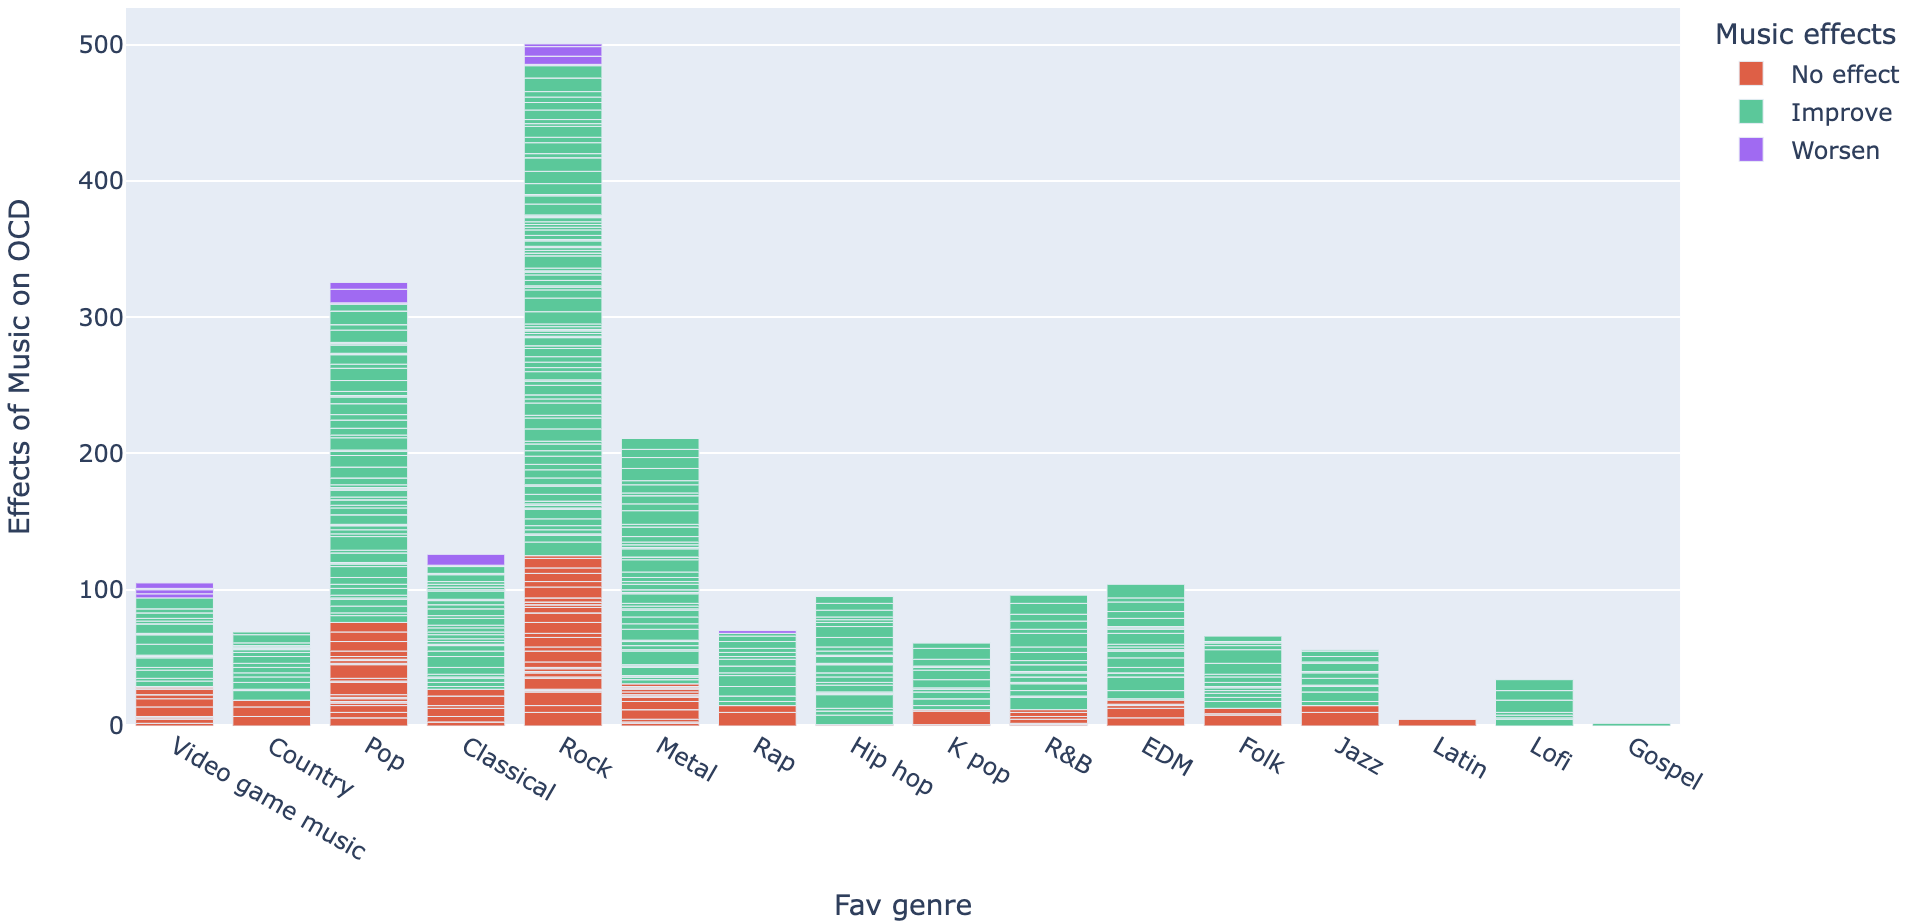 Music effects
No effect
Improve
Worsen
Effects of Music on OCD
500
400
300
200
100
0
Video game music
Country
Pop
Classical
Rock
Metal
Rap
Hip hop
K pop
R&B
EDM
Folk
Jazz
Latin
Lofi
Gospel
Fav genre